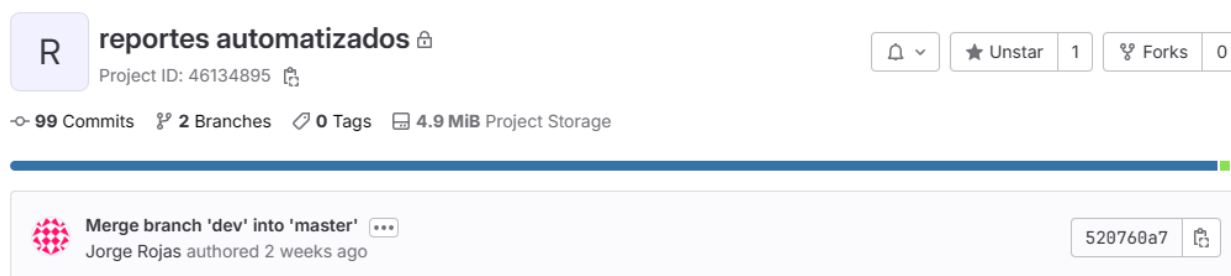 R
reportes automatizados
Project ID: 46134895
Unstar 1
Forks 0
99 Commits 2 Branches 0 Tags 4.9 MiB Project Storage
Merge branch 'dev' into 'master'
Jorge Rojas authored 2 weeks ago
520760a7